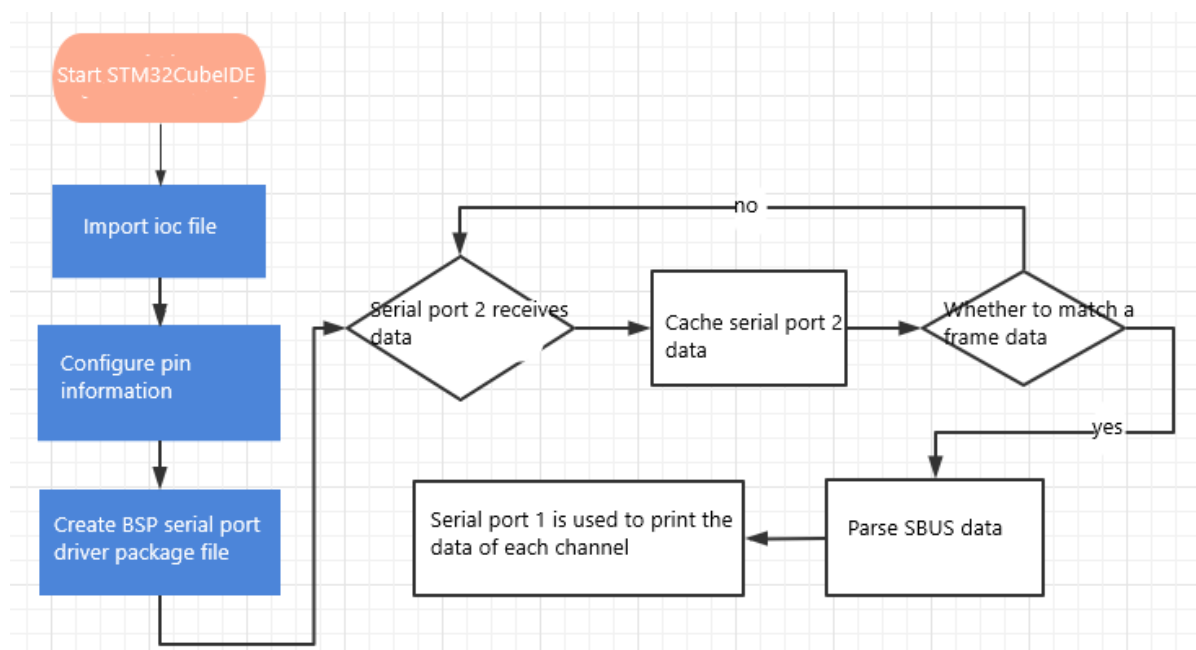 Start STM32CubeIDE
Import ioc file
Configure pin
information
Create BSP serial port
driver package file
no
Serial port 2 receives
data
Cache serial port 2
data
Whether to match a
frame data
yes
Parse SBUS data
Serial port 1 is used to print the
data of each channel